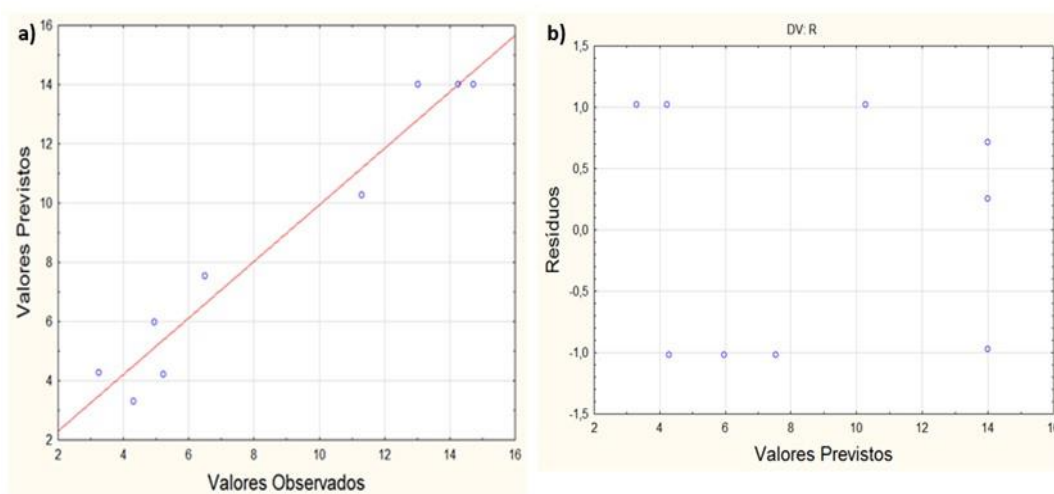 a)
Valores Previstos
16
14
12
10
8
6
4
2
2 4 6 8 10 12 14 16
Valores Observados
b)
DV: R
Resíduos
1,5
1,0
0,5
0,0
-0,5
-1,0
-1,5
2 4 6 8 10 12 14 16
Valores Previstos